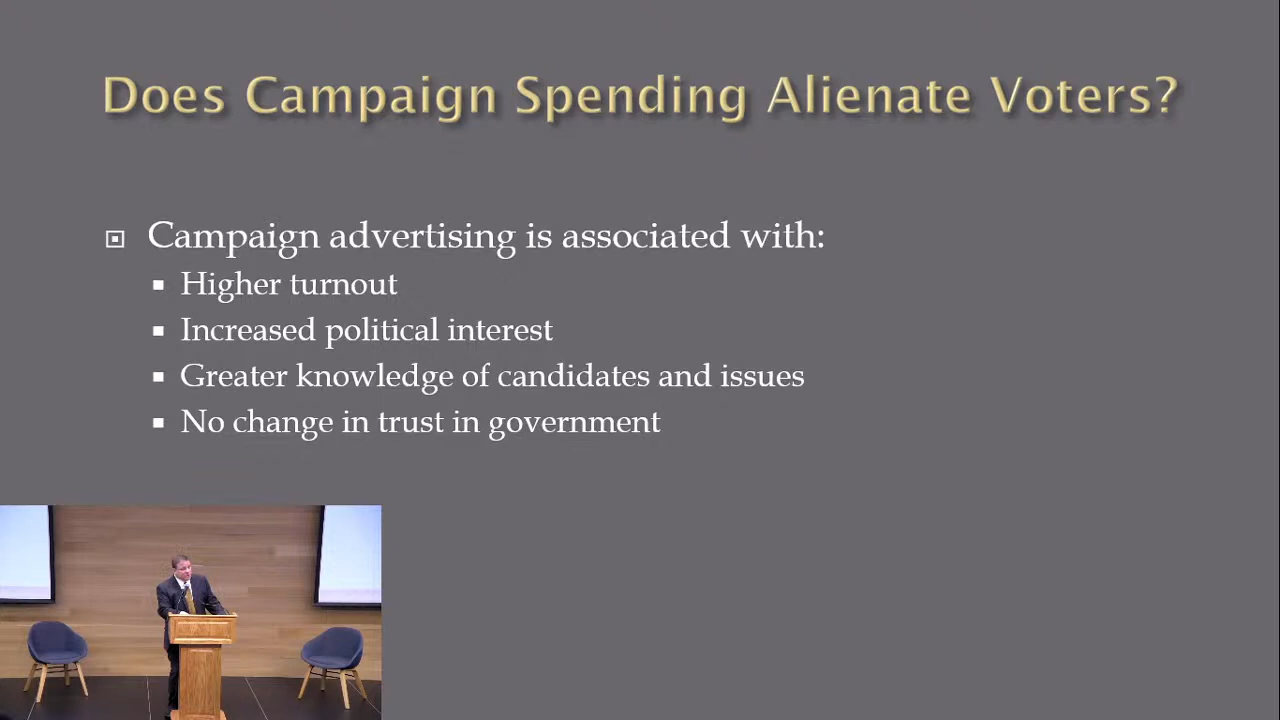 Does Campaign Spending Alienate Voters?
Campaign advertising is associated with:
Higher turnout
Increased political interest
Greater knowledge of candidates and issues
No change in trust in government